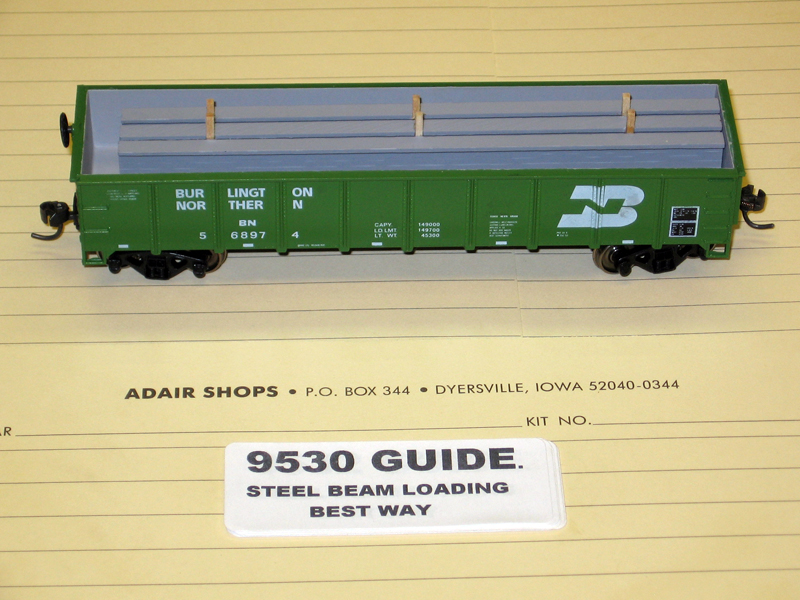 BUR LINGT ON
NOR THER N
BN
5 6897 4
CAPY. 149000
LD.LMT. 149700
LT. WT. 45300
ADAIR SHOPS • P.O. BOX 344 • DYERSVILLE, IOWA 52040-0344
AR
KIT NO.
9530 GUIDE.
STEEL BEAM LOADING
BEST WAY